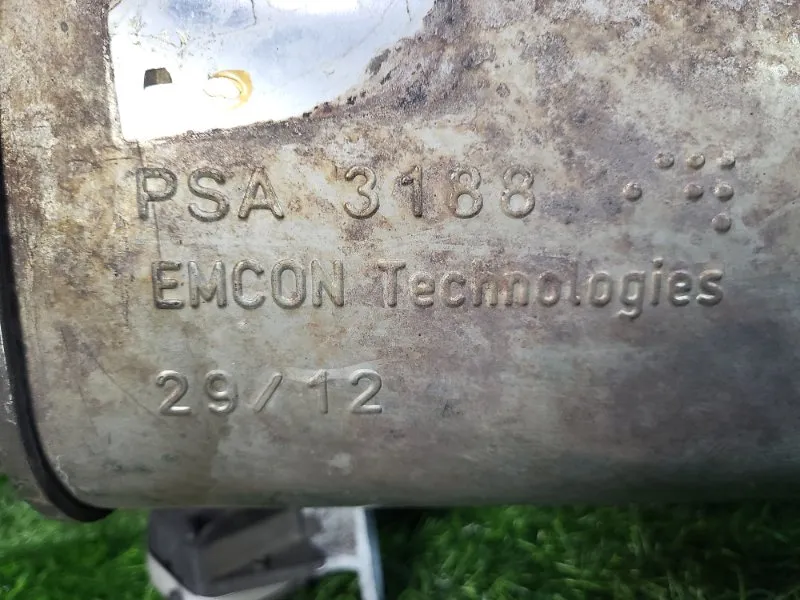 PSA 3188
EMCON Technologies
29/12